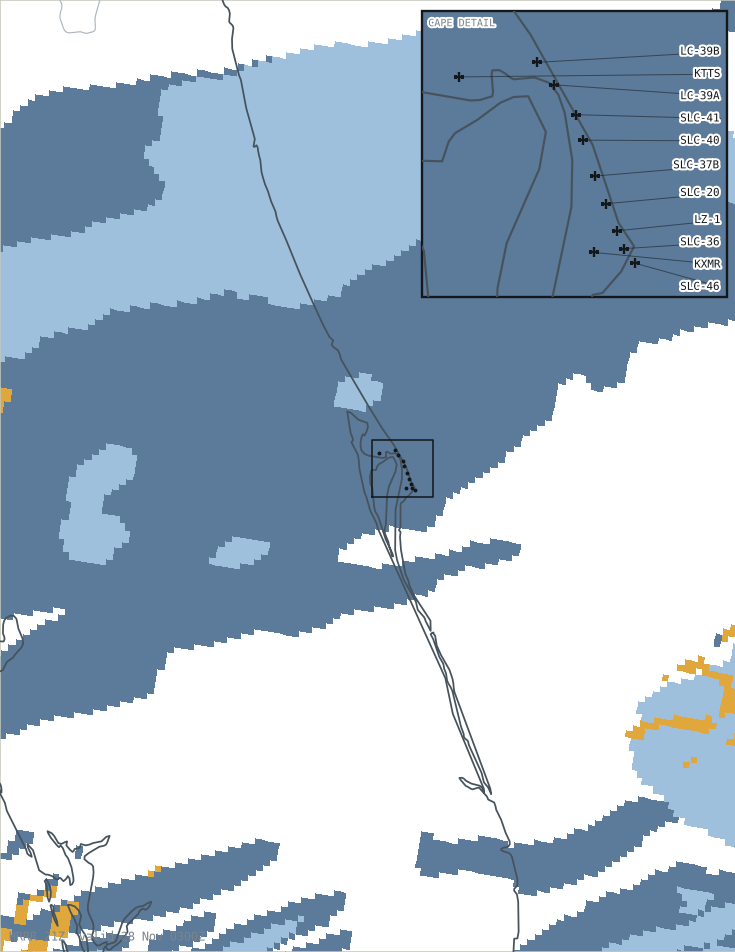 CAPE DETAIL
LC-39B
KTTS
LC-39A
SLC-41
SLC-40
SLC-37B
SLC-20
LZ-1
SLC-36
KXMR
SLC-46